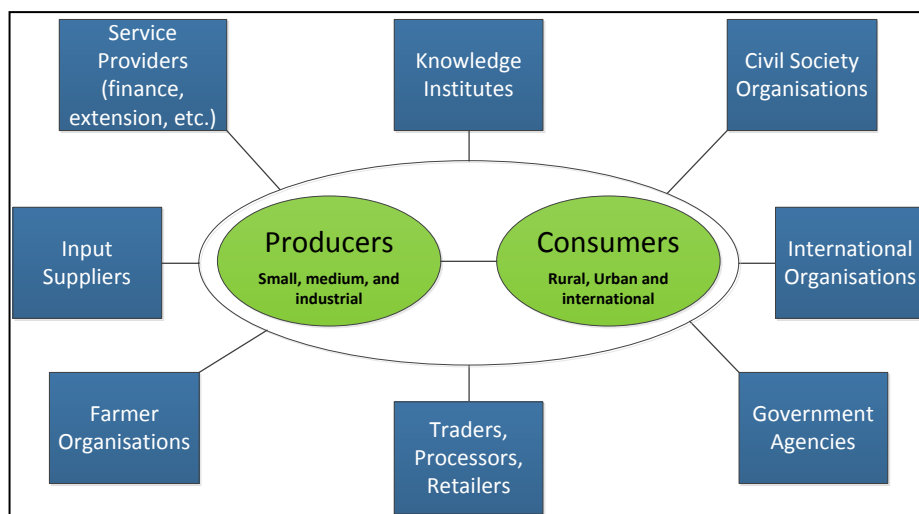 Service
Providers
(finance,
extension, etc.)
Knowledge
Institutes
Civil Society
Organisations
Input
Suppliers
Producers
Small, medium, and
industrial
Consumers
Rural, Urban and
international
International
Organisations
Farmer
Organisations
Traders,
Processors,
Retailers
Government
Agencies